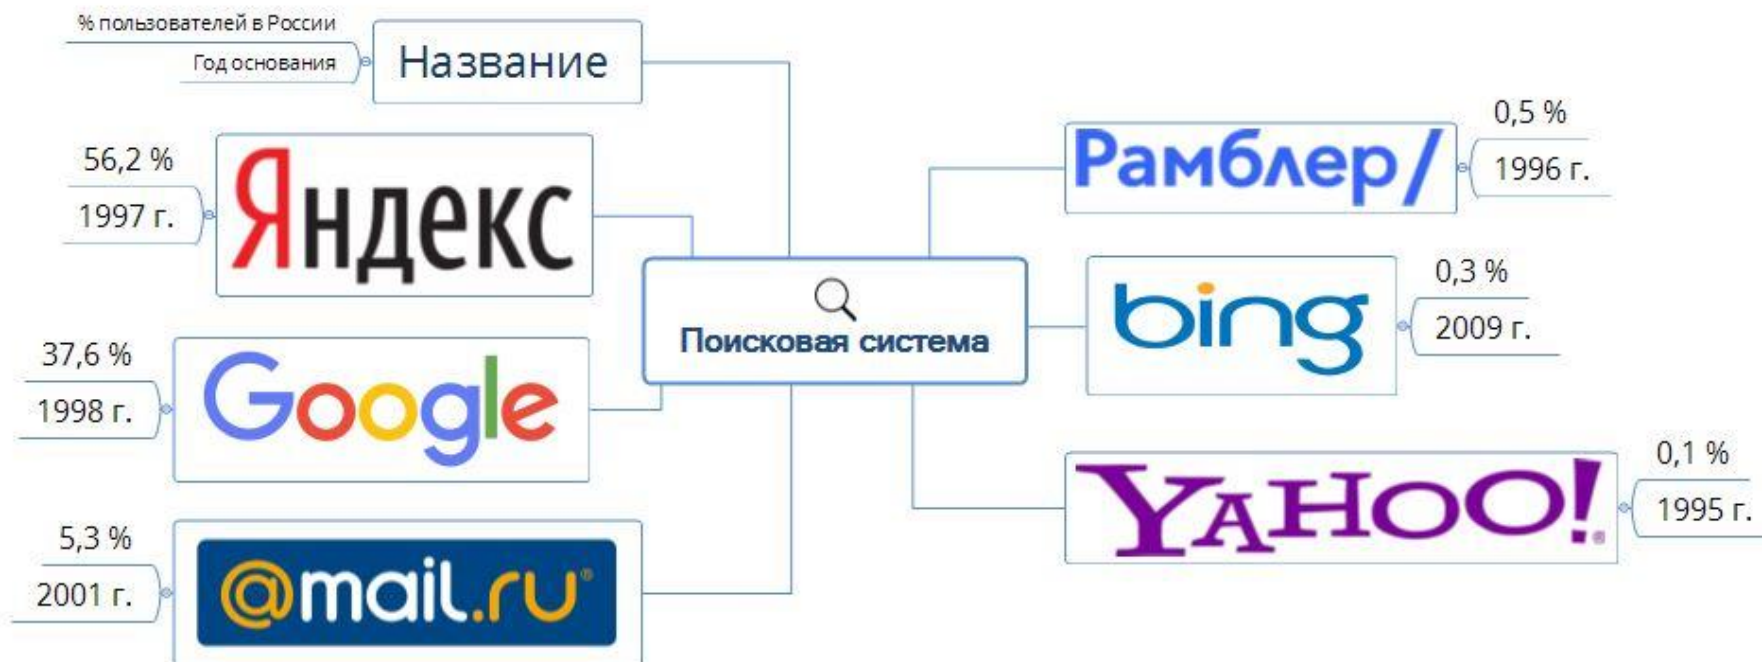 % пользователей в России
Год основания
Название
56,2 %
1997 г.
Яндекс
37,6 %
1998 г.
Google
5,3 %
2001 г.
@mail.ru®
Поисковая система
Рамблер/
0,5 %
1996 г.
bing
0,3 %
2009 г.
YAHOO!®
0,1 %
1995 г.